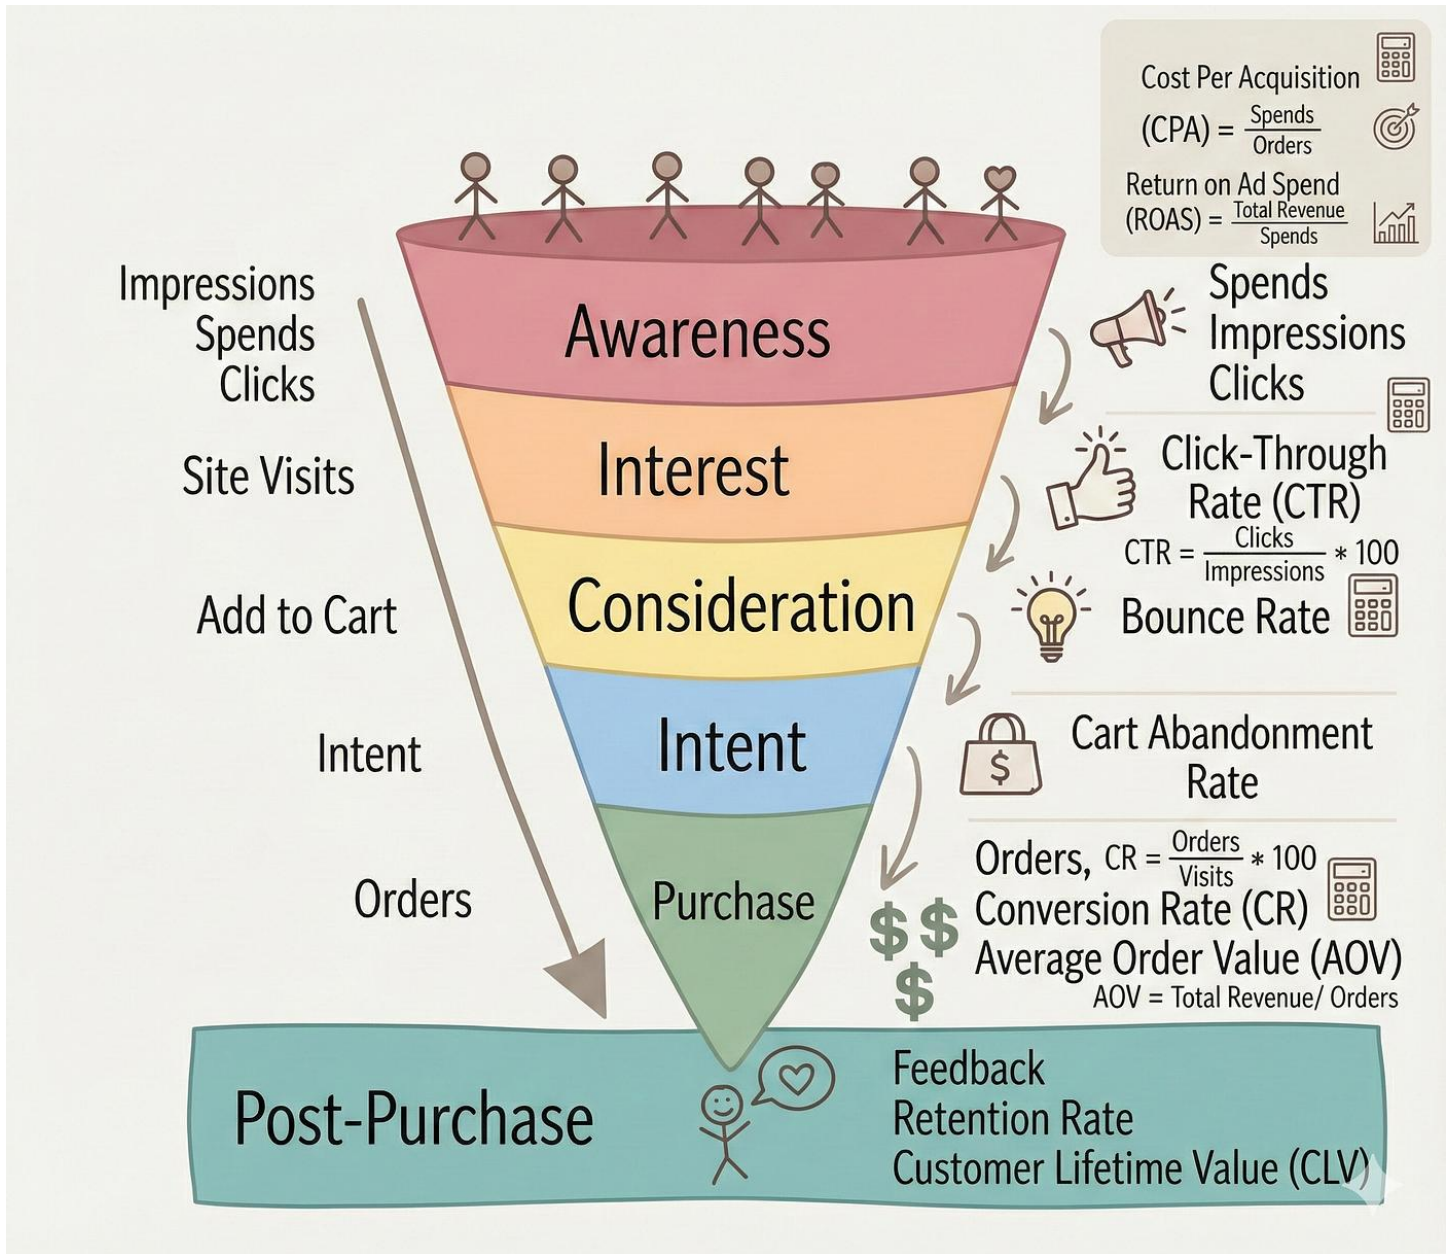 Cost Per Acquisition
(CPA) = Spends / Orders
Return on Ad Spend
(ROAS) = Total Revenue / Spends
Impressions
Spends
Clicks
Site Visits
Add to Cart
Intent
Orders
Awareness
Interest
Consideration
Intent
Purchase
Spends
Impressions
Clicks
Click-Through
Rate (CTR)
CTR = Clicks / Impressions * 100
Bounce Rate
$
Cart Abandonment
Rate
Orders, CR = Orders / Visits * 100
$ $
Conversion Rate (CR)
Average Order Value (AOV)
$
AOV = Total Revenue/ Orders
Post-Purchase
Feedback
Retention Rate
Customer Lifetime Value (CLV)